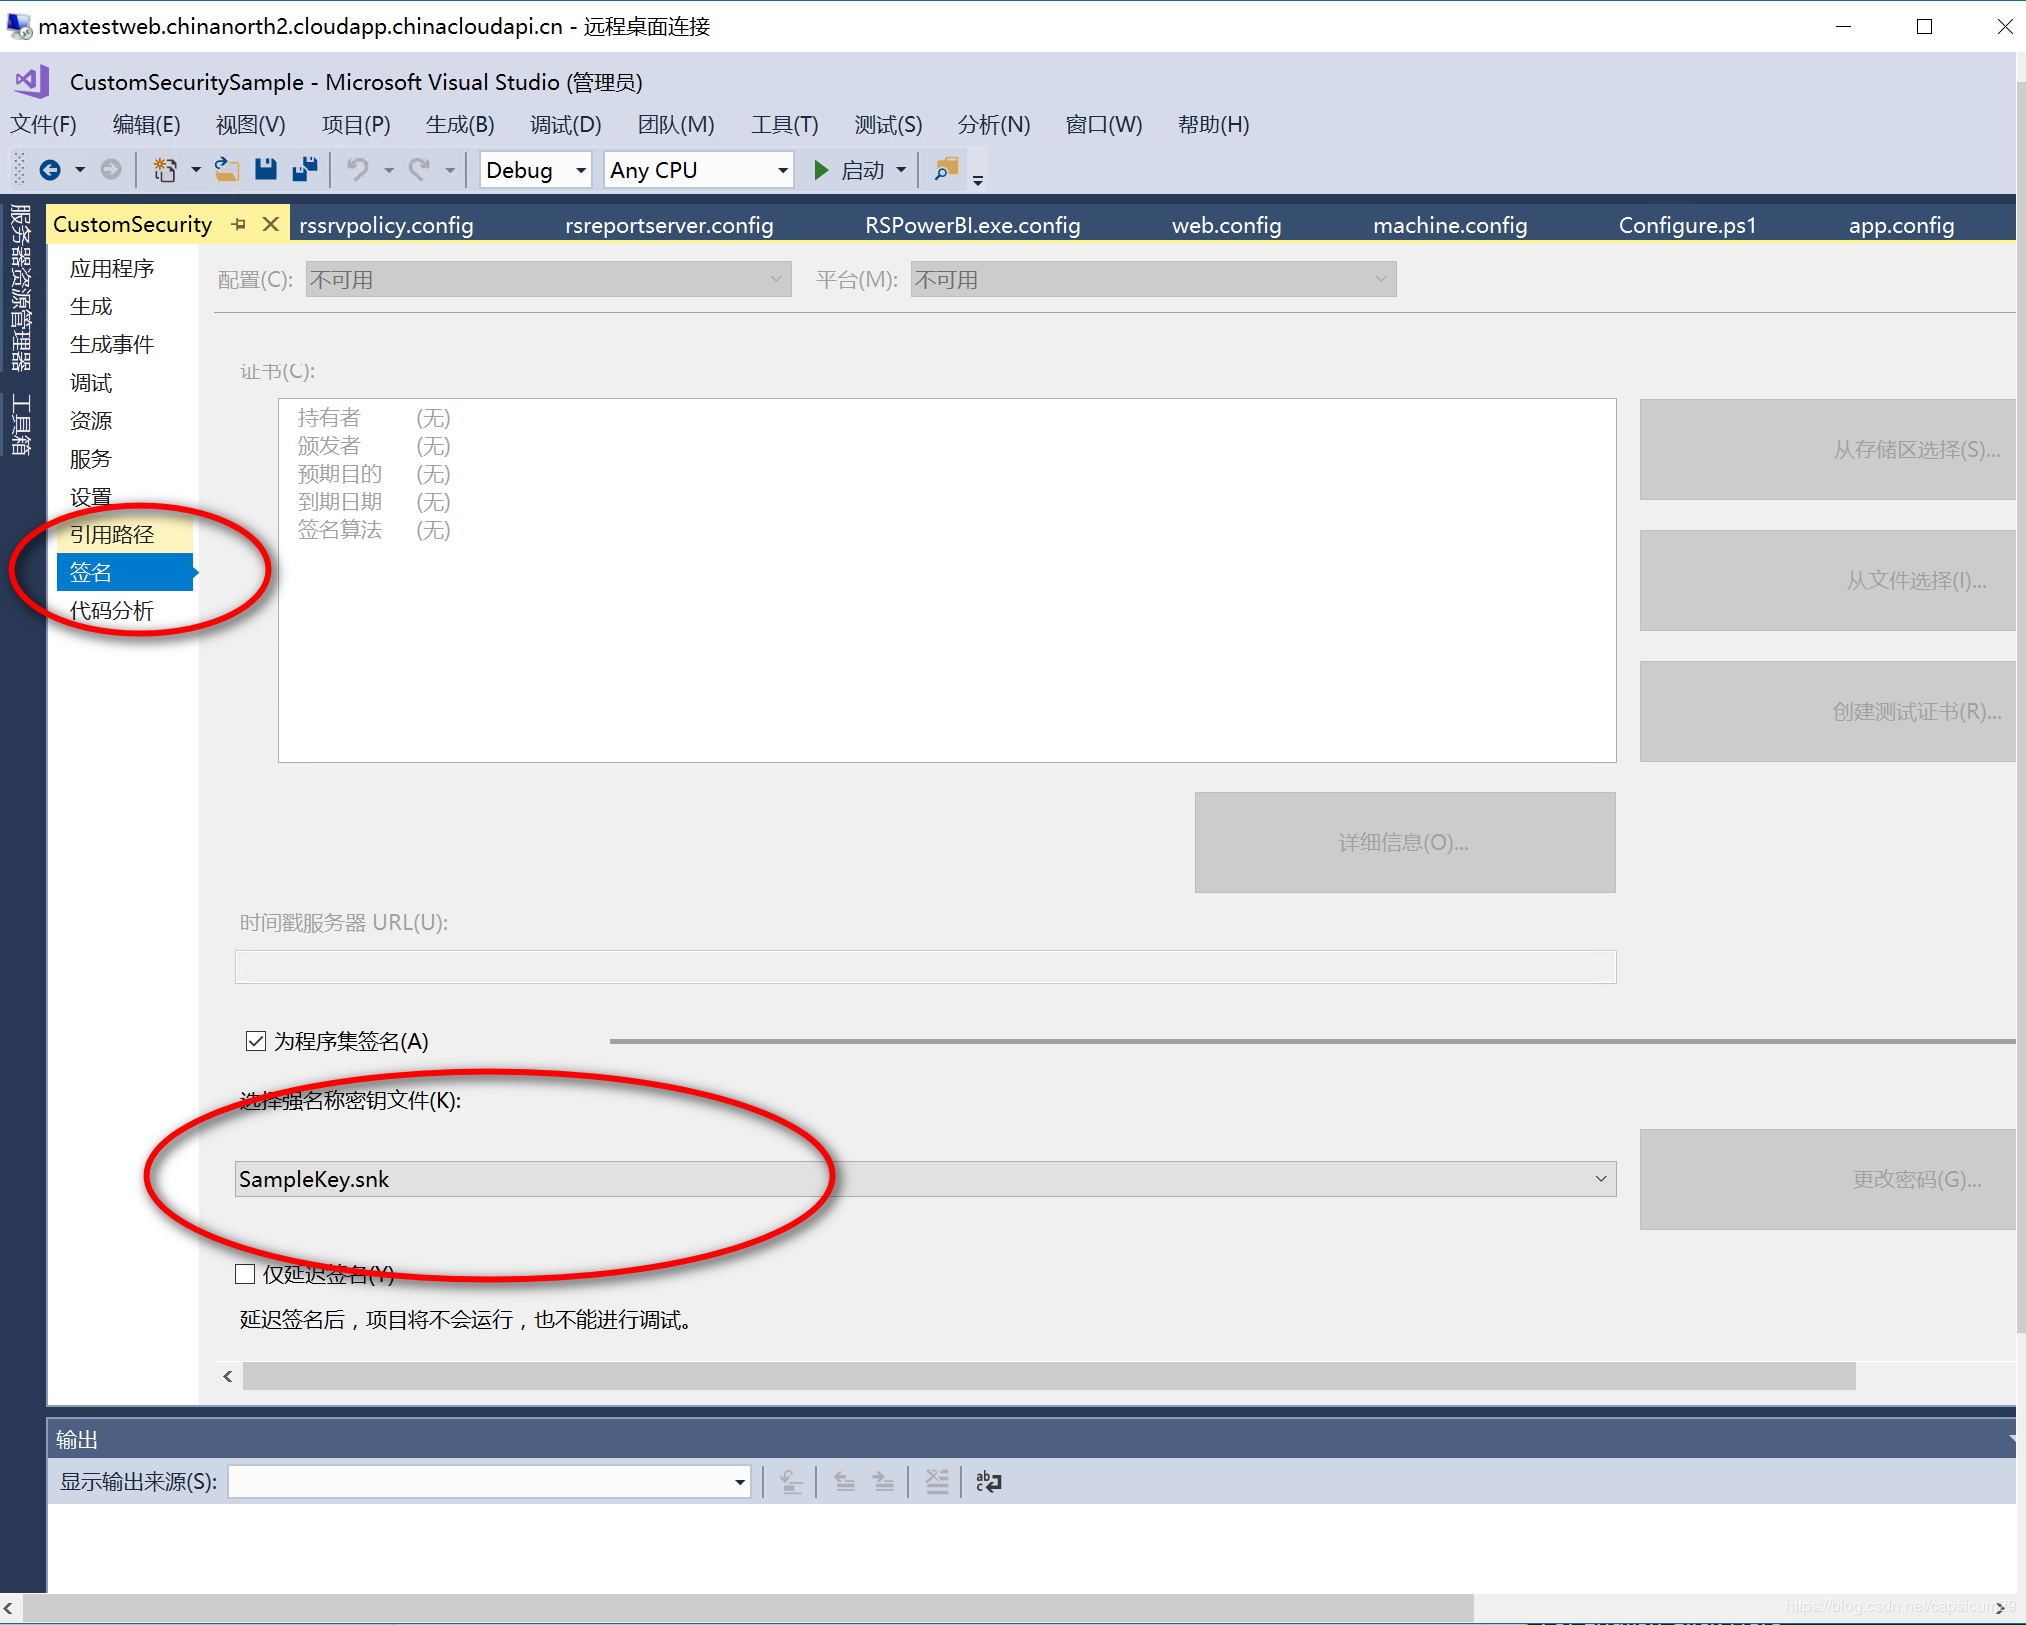 maxtestweb.chinanorth2.cloudapp.chinacloudapi.cn - 远程桌面连接
CustomSecuritySample - Microsoft Visual Studio (管理员)
文件(F) 编辑(E) 视图(V) 项目(P) 生成(B) 调试(D) 团队(M) 工具(T) 测试(S) 分析(N) 窗口(W) 帮助(H)
Debug Any CPU 启动
服务器资源管理器
工具箱
CustomSecurity rssrvpolicy.config rsreportserver.config RSPowerBI.exe.config web.config machine.config Configure.ps1 app.config
应用程序
生成
生成事件
调试
资源
服务
设置
引用路径
签名
代码分析
配置(C): 不可用 平台(M): 不可用
证书(C):
持有者 (无)
颁发者 (无)
预期目的 (无)
到期日期 (无)
签名算法 (无)
从存储区选择(S)...
从文件选择(I)...
创建测试证书(R)...
详细信息(O)...
时间戳服务器 URL(U):
为程序集签名(A)
选择强名称密钥文件(K):
SampleKey.snk
更改密码(G)...
仅延迟签名(Y)
延迟签名后，项目将不会运行，也不能进行调试。
输出
显示输出来源(S):